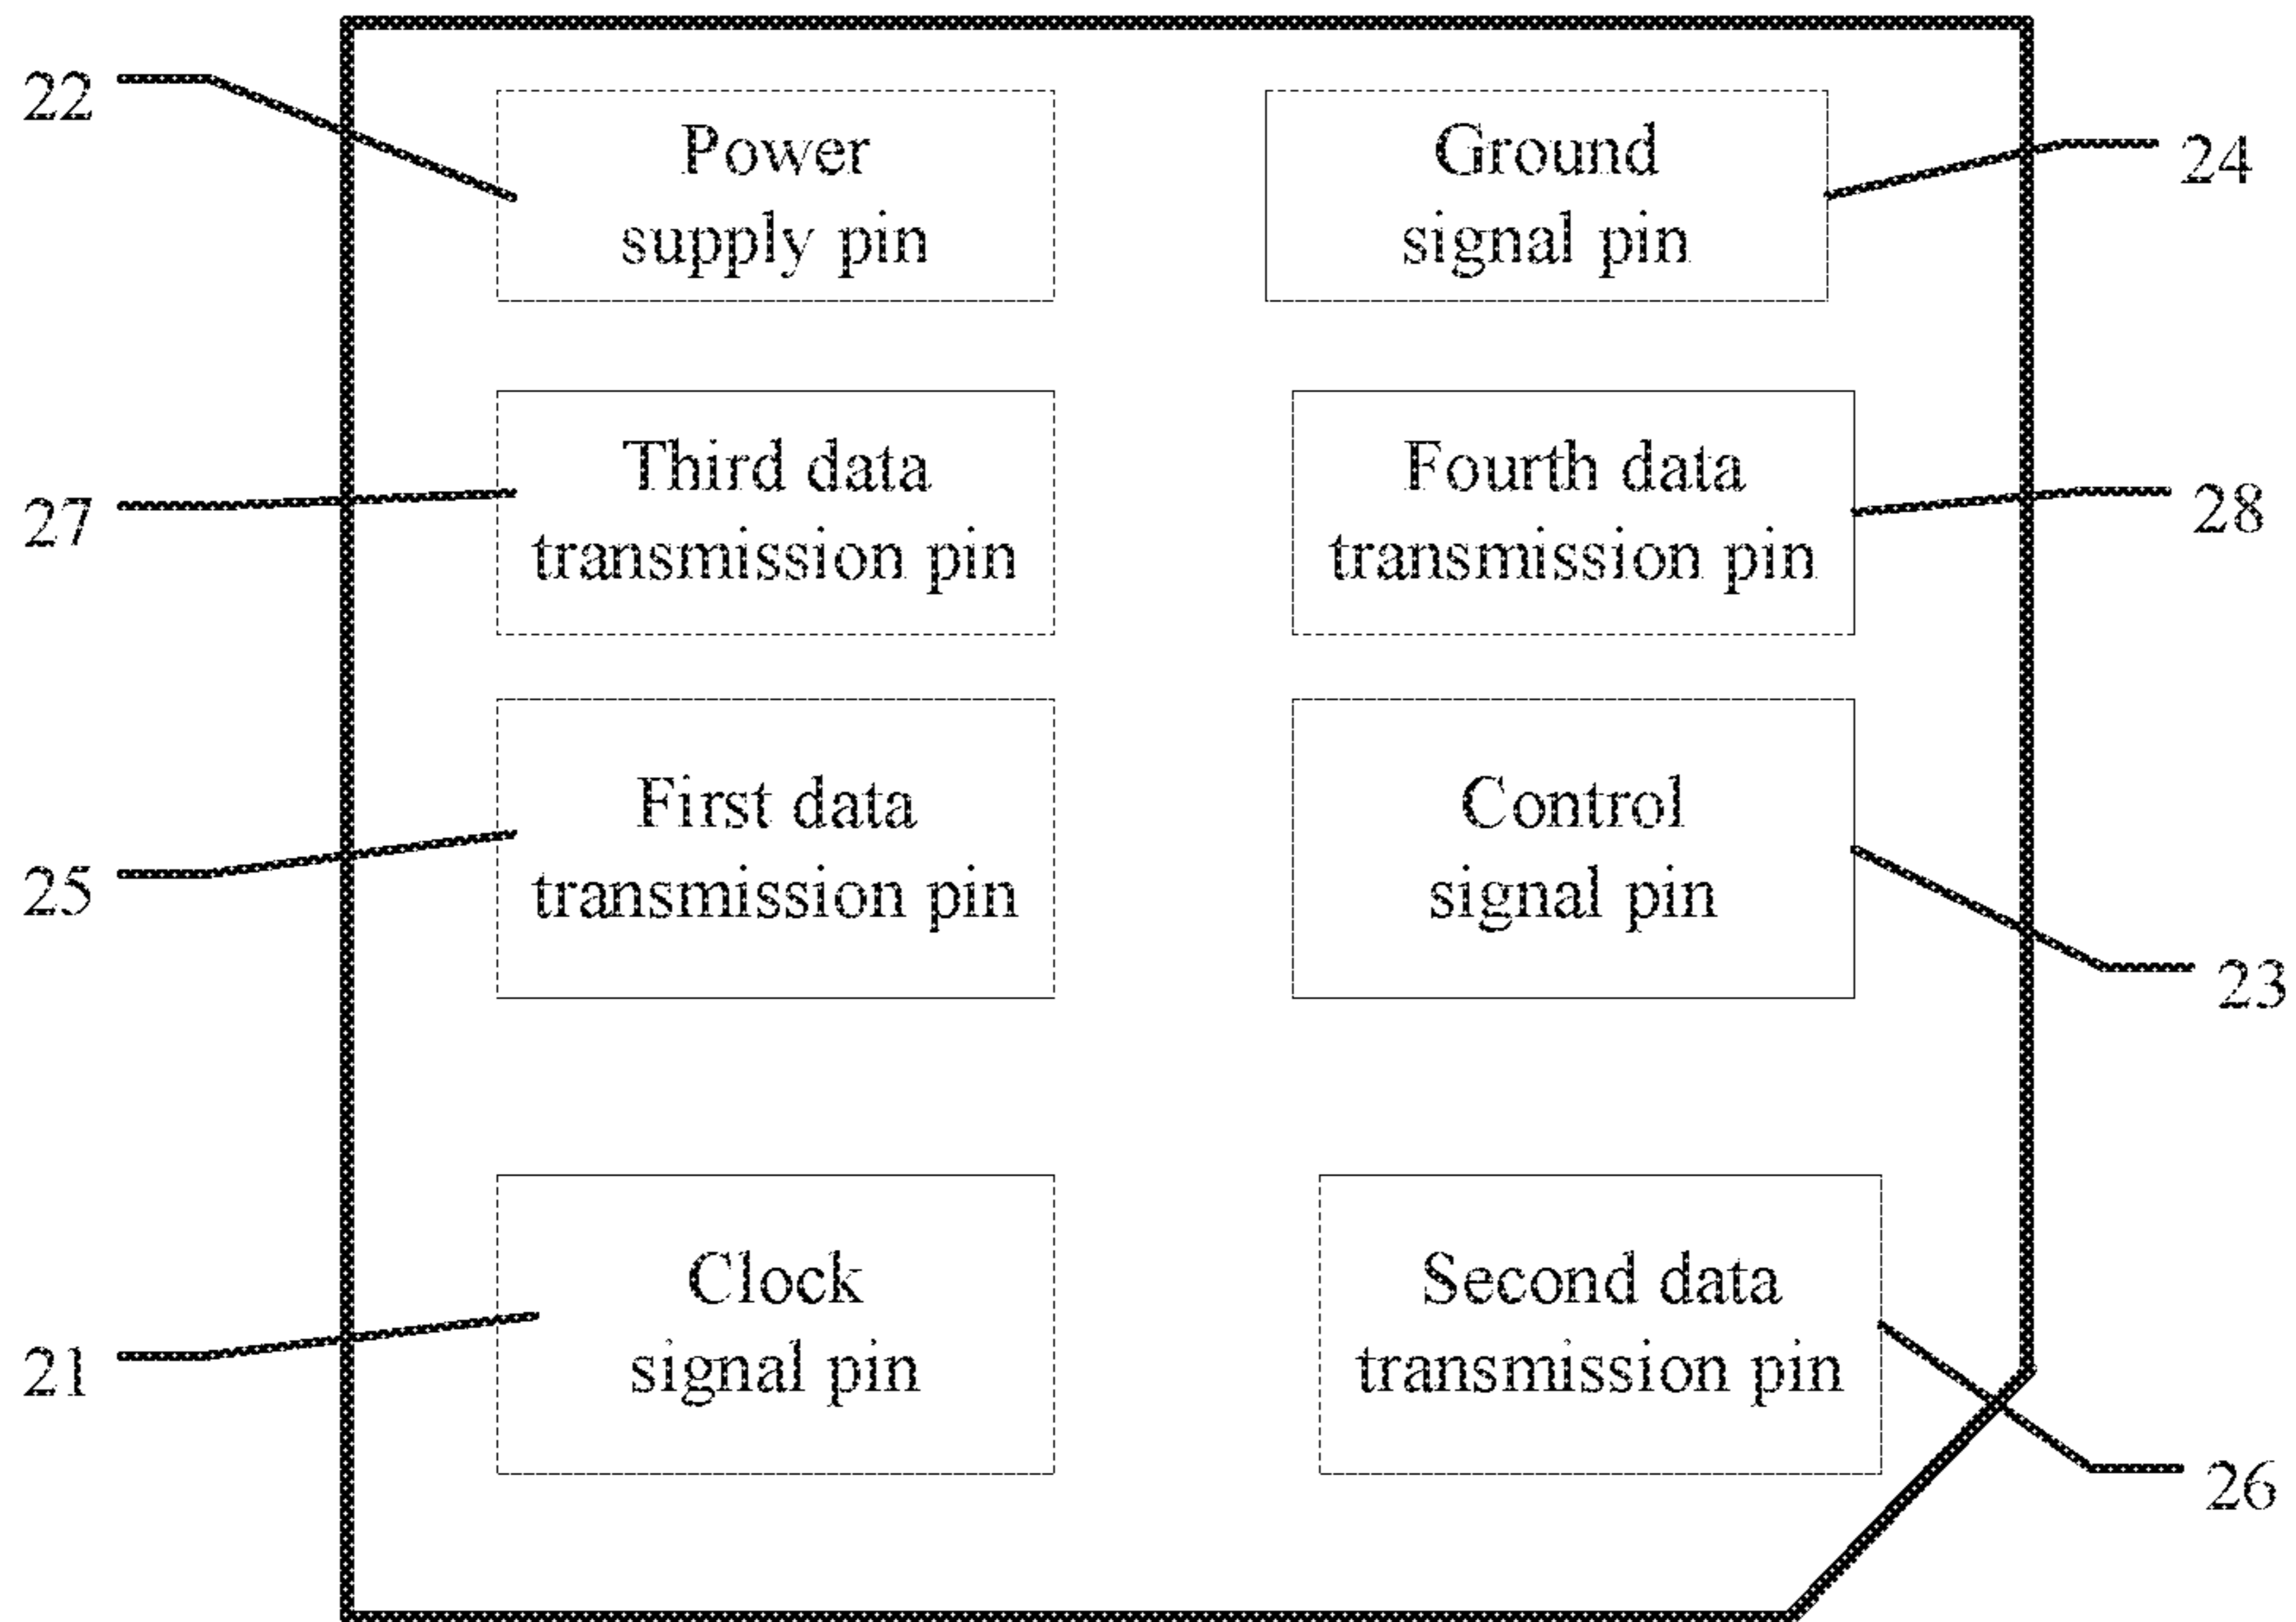 22
Power
supply pin
Ground
signal pin
24
27
Third data
transmission pin
Fourth data
transmission pin
28
25
First data
transmission pin
Control
signal pin
23
21
Clock
signal pin
Second data
transmission pin
26